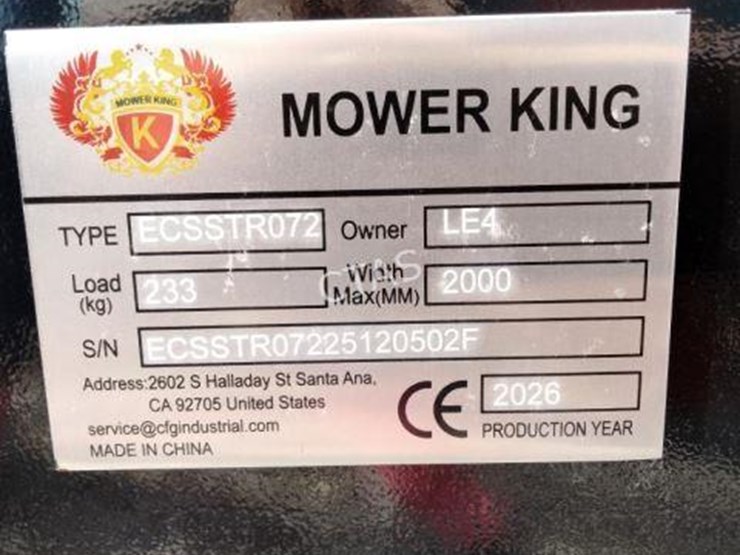 MOWER KING
K
MOWER KING
TYPE ECSSTR072 Owner LE4
Load (kg) 233 Width Max(MM) 2000
S/N ECSSTR07225120502F
Address:2602 S Halladay St Santa Ana,
CA 92705 United States
service@cfgindustrial.com
MADE IN CHINA
CE
2026
PRODUCTION YEAR
CTAS